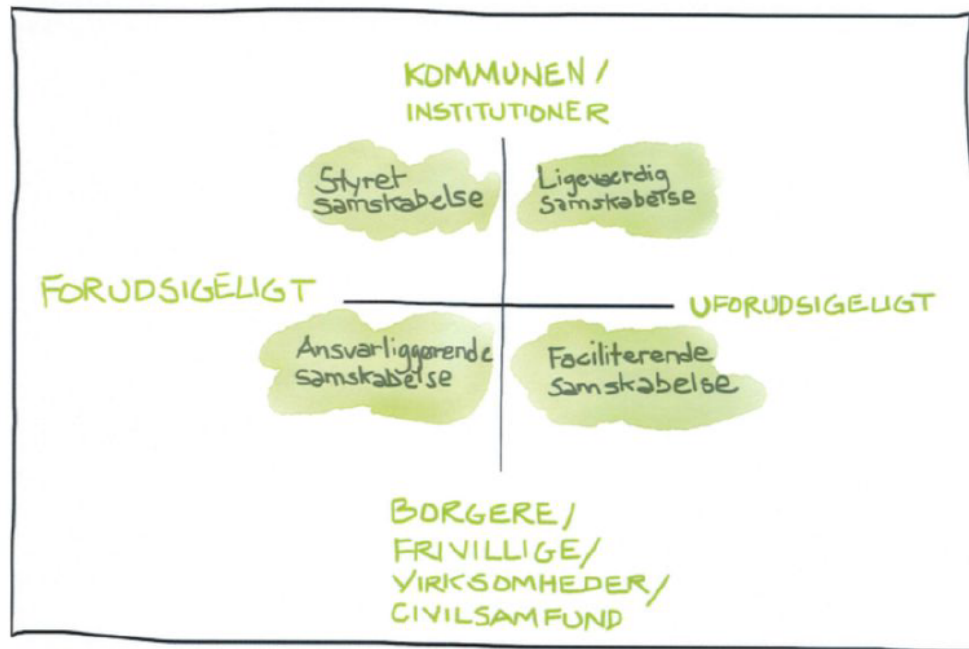 KOMMUNEN/
INSTITUTIONER
Styret
samskabelse
Ligeværdig
samskabelse
FORUDSIGELIGT
UFORUDSIGELIGT
Ansvarliggørende
samskabelse
Faciliterende
samskabelse
BORGERE/
FRIVILLIGE/
VIRKSOMHEDER/
CIVILSAMFUND